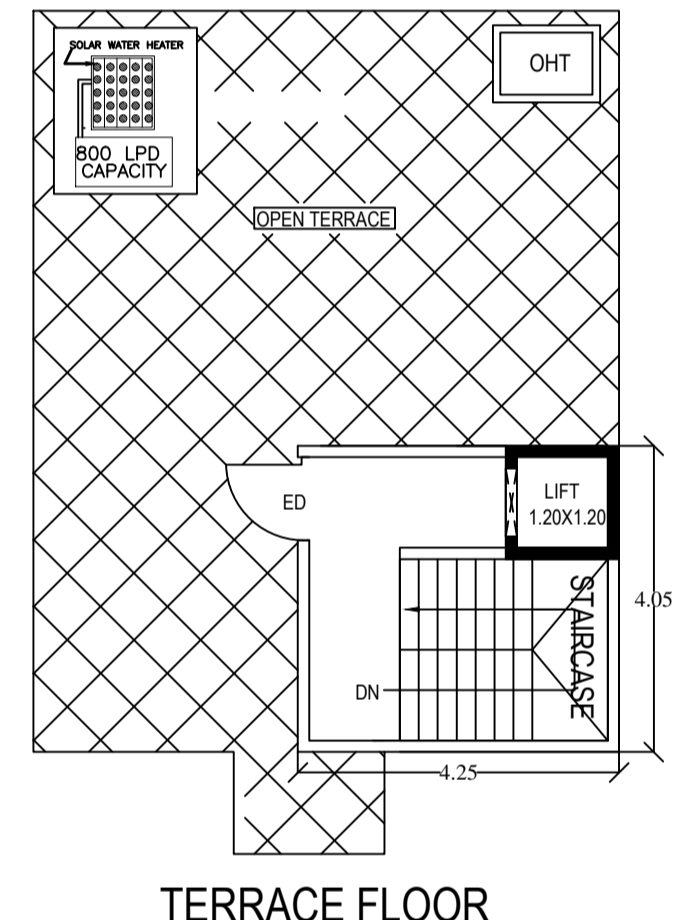 SOLAR WATER HEATER
800 LPD
CAPACITY
OHT
OPEN TERRACE
ED
LIFT
1.20X1.20
STAIRCASE
DN
4.05
4.25
TERRACE FLOOR